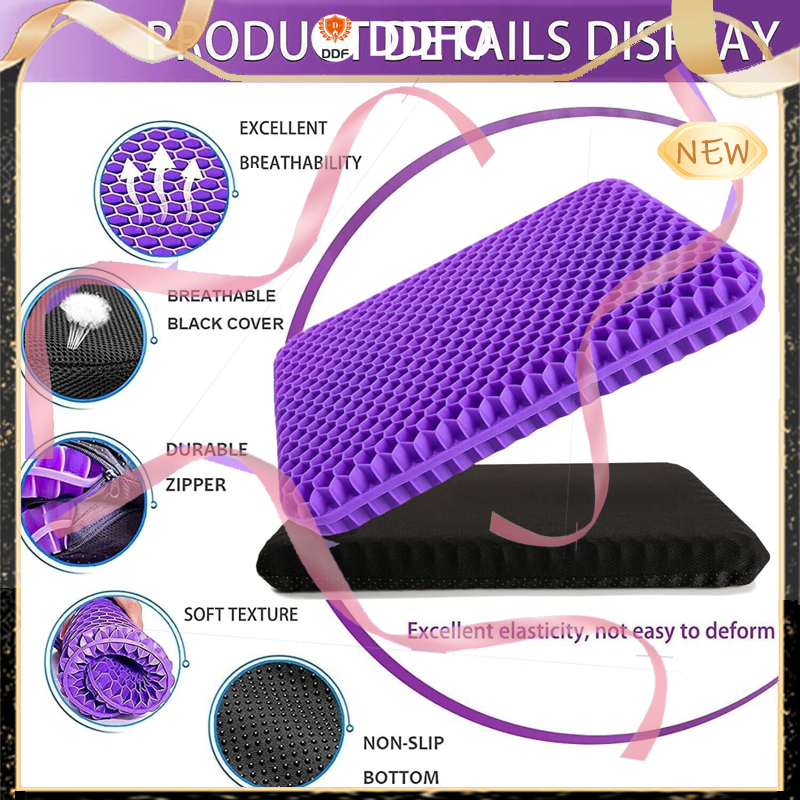 PRODUCT DETAILS DISPLAY
DDF
NEW
EXCELLENT
BREATHABILITY
BREATHABLE
BLACK COVER
DURABLE
ZIPPER
SOFT TEXTURE
Excellent elasticity, not easy to deform
NON-SLIP
BOTTOM